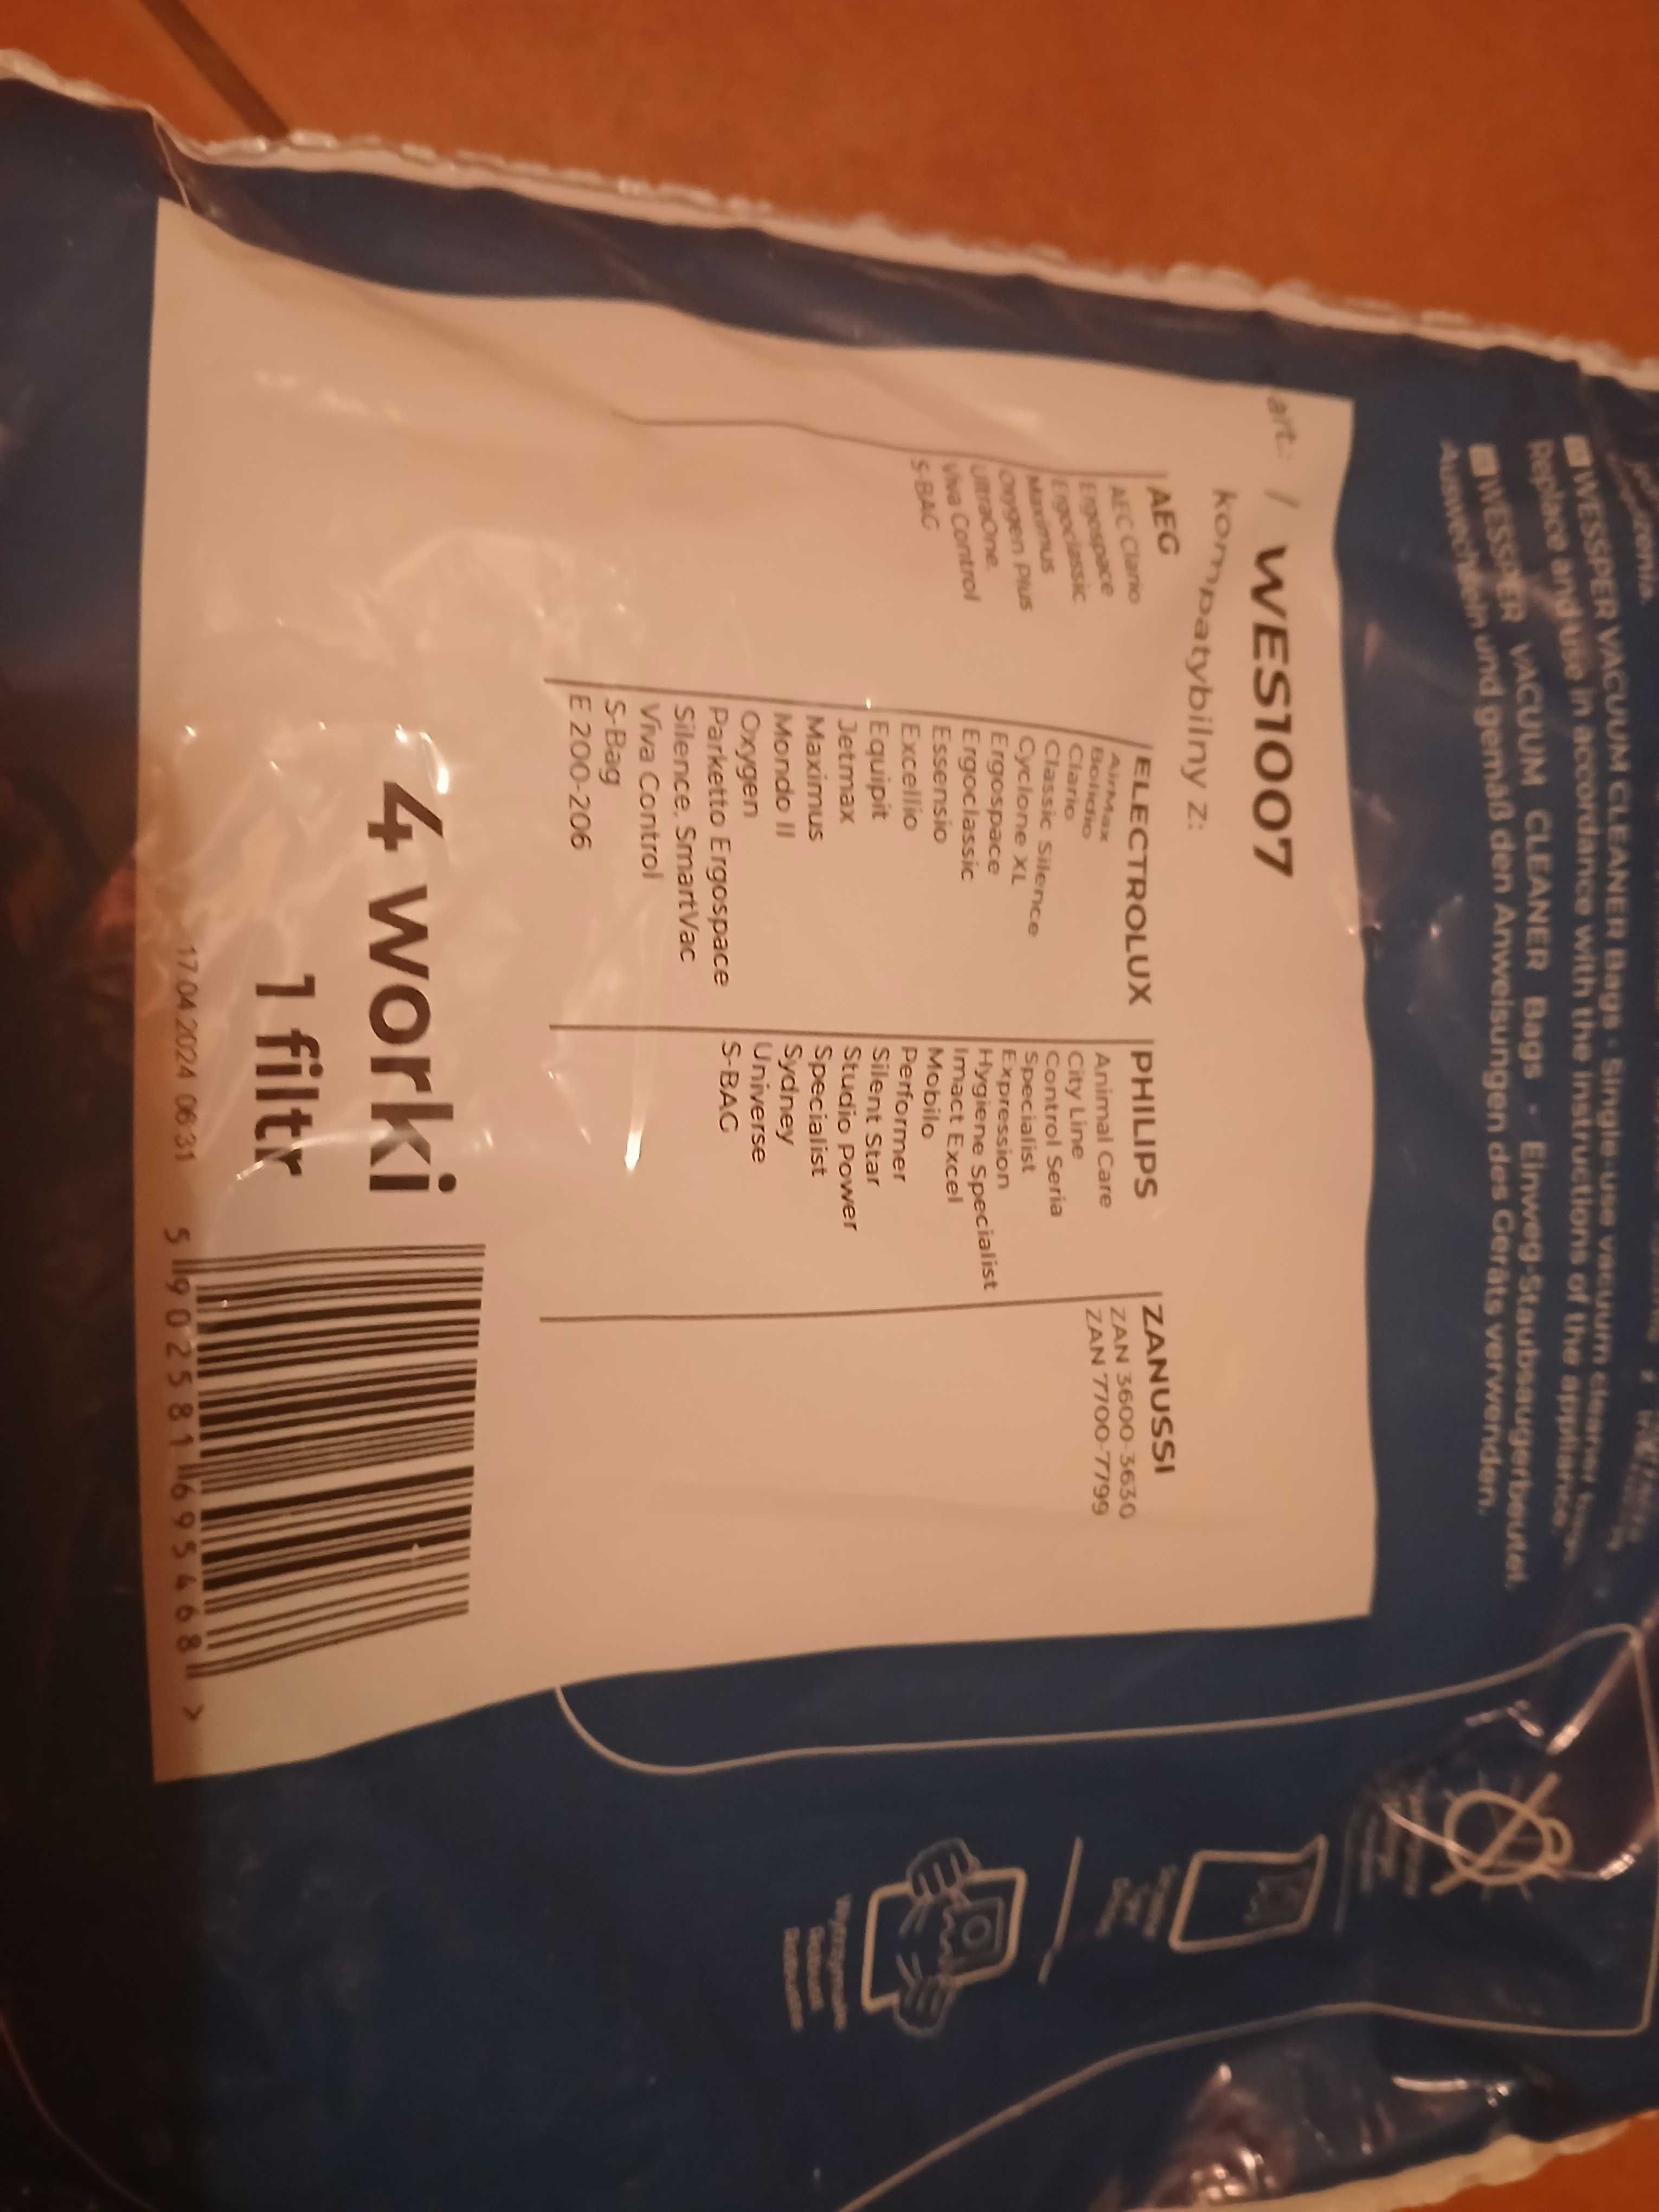 WESSPER VACUUM CLEANER Bags - Single-use vacuum cleaner
Replace and use in accordance with the instructions of the appliance.
WESSPER VACUUM CLEANER Bags - Einweg-Staubsaugerbeutel.
Auswechseln und gemäß den Anweisungen des Geräts verwenden.
art.: / WES1007
kompatybilny z:
AEG
AEC Clario
Ergospace
Ergoclassic
Maximus
Oxygen Plus
UltraOne.
Viva Control
S-BAG
ELECTROLUX
AirMax
Bolidio
Clario
Classic Silence
Cyclone XL
Ergospace
Ergoclassic
Essensio
Excellio
Equipit
Jetmax
Maximus
Mondo II
Oxygen
Parketto Ergospace
Silence, SmartVac
Viva Control
S-Bag
E 200-206
PHILIPS
Animal Care
City Line
Control Seria
Specialist
Expression
Hygiene Specialist
Imact Excel
Mobilo
Performer
Silent Star
Studio Power
Specialist
Sydney
Universe
S-BAG
ZANUSSI
ZAN 3600-3630
ZAN 7700-7799
4 worki
1 filtr
17.04.2024 06:31
5 902581 695468 >